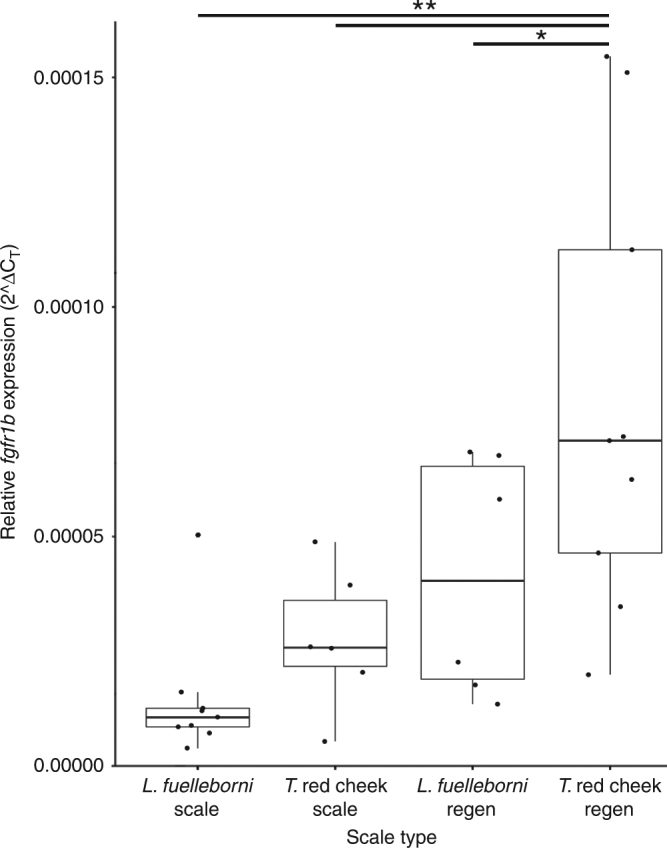 **
*
0.00015
0.00010
0.00005
0.00000
Relative fgfr1b expression (2^ΔCT)
L. fuelleborni scale
T. red cheek scale
L. fuelleborni regen
T. red cheek regen
Scale type